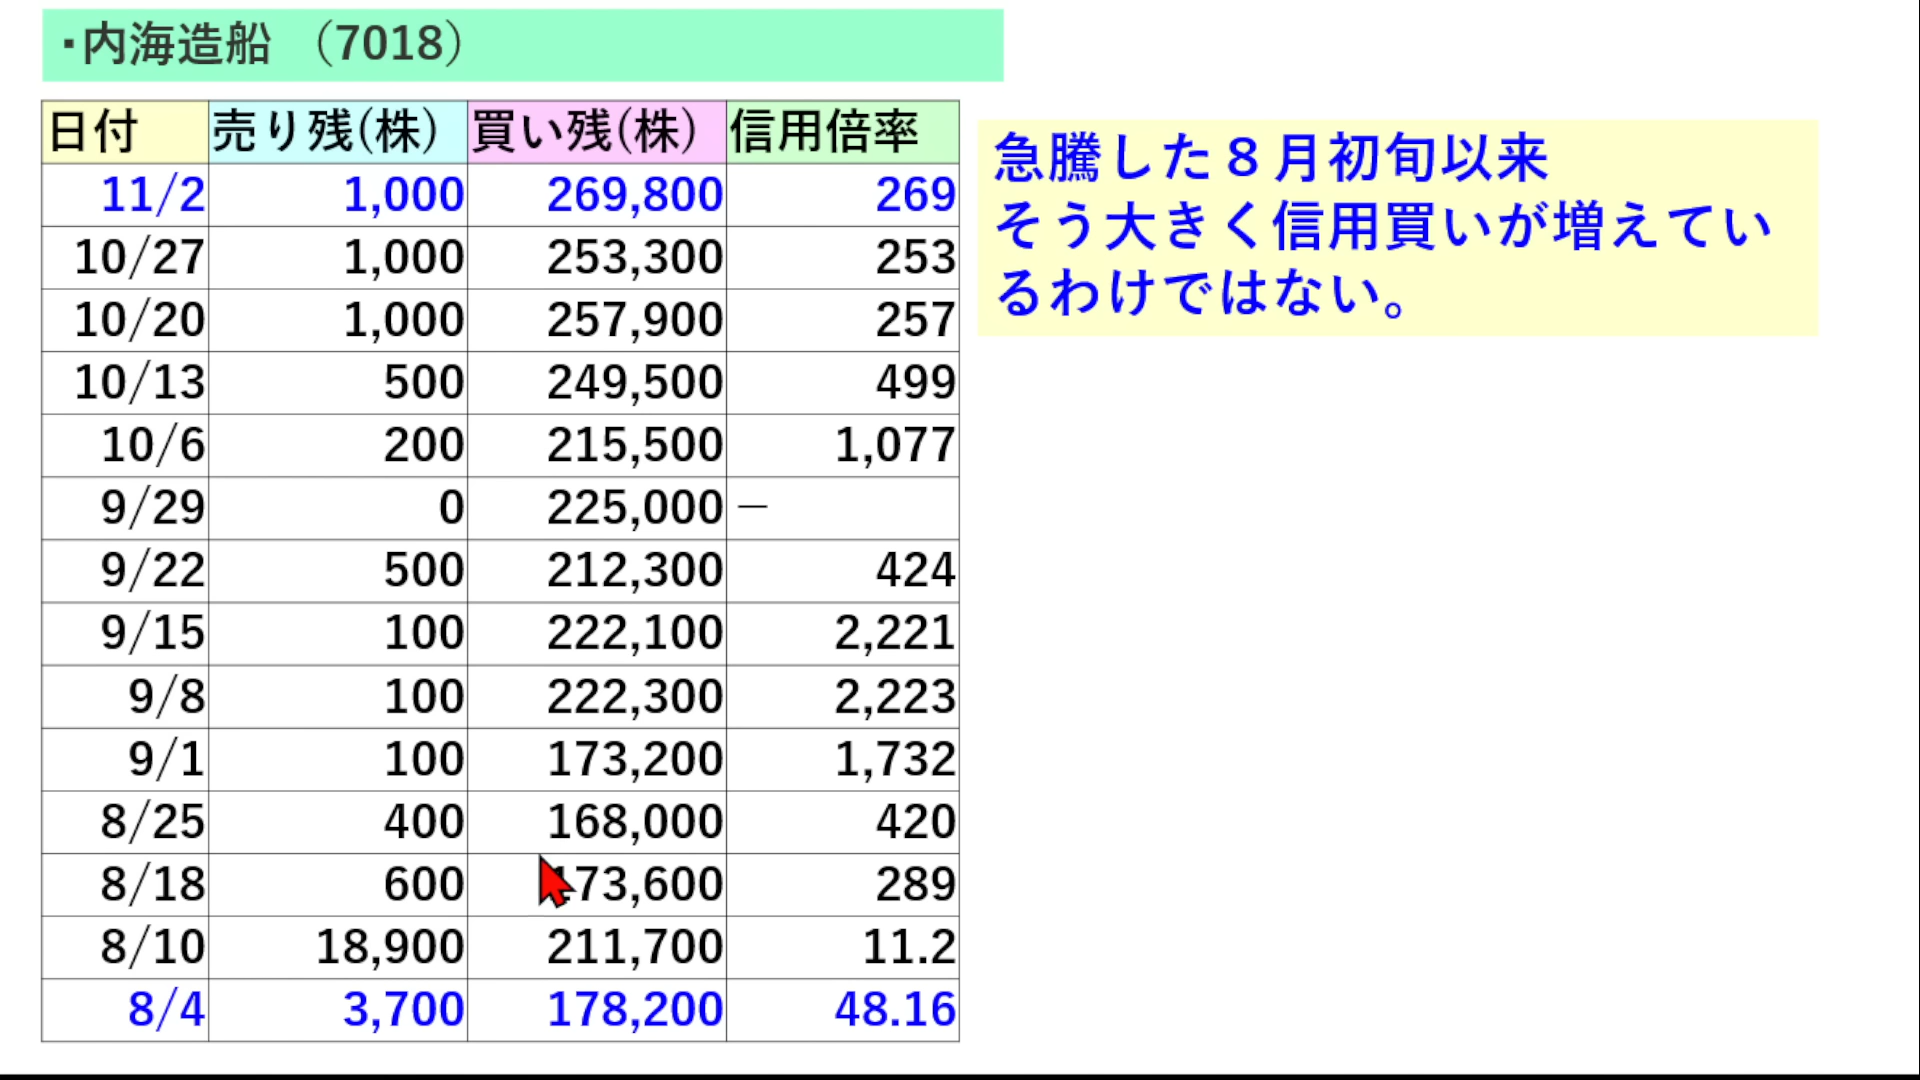 ・内海造船 （7018）
日付 売り残(株) 買い残(株) 信用倍率
11/2 1,000 269,800 269
10/27 1,000 253,300 253
10/20 1,000 257,900 257
10/13 500 249,500 499
10/6 200 215,500 1,077
9/29 0 225,000 －
9/22 500 212,300 424
9/15 100 222,100 2,221
9/8 100 222,300 2,223
9/1 100 173,200 1,732
8/25 400 168,000 420
8/18 600 173,600 289
8/10 18,900 211,700 11.2
8/4 3,700 178,200 48.16
急騰した８月初旬以来
そう大きく信用買いが増えてい
るわけではない。